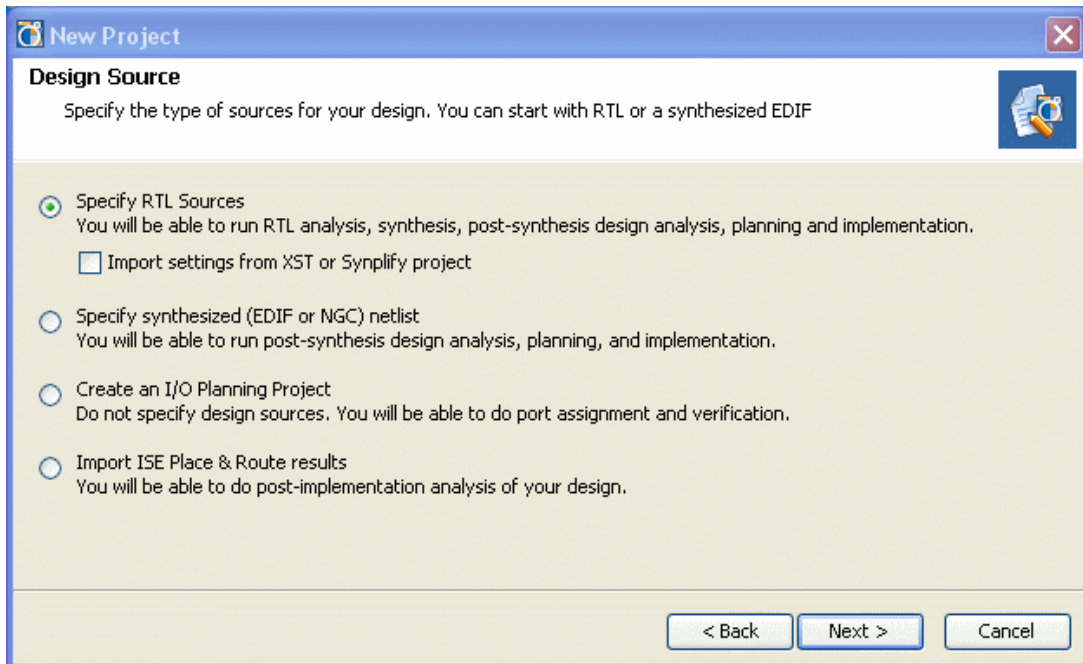 New Project
Design Source
Specify the type of sources for your design. You can start with RTL or a synthesized EDIF
Specify RTL Sources
You will be able to run RTL analysis, synthesis, post-synthesis design analysis, planning and implementation.
Import settings from XST or Synplify project
Specify synthesized (EDIF or NGC) netlist
You will be able to run post-synthesis design analysis, planning, and implementation.
Create an I/O Planning Project
Do not specify design sources. You will be able to do port assignment and verification.
Import ISE Place & Route results
You will be able to do post-implementation analysis of your design.
< Back Next > Cancel